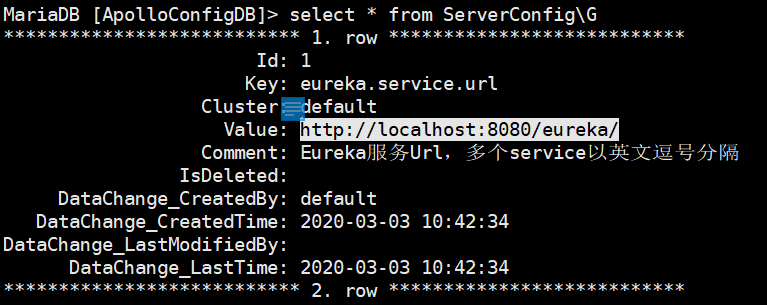 MariaDB [ApolloConfigDB]> select * from ServerConfig\G
*************************** 1. row ***************************
Id: 1
Key: eureka.service.url
Cluster: default
Value: http://localhost:8080/eureka/
Comment: Eureka服务Url，多个service以英文逗号分隔
IsDeleted:
DataChange_CreatedBy: default
DataChange_CreatedTime: 2020-03-03 10:42:34
DataChange_LastModifiedBy:
DataChange_LastTime: 2020-03-03 10:42:34
*************************** 2. row ***************************